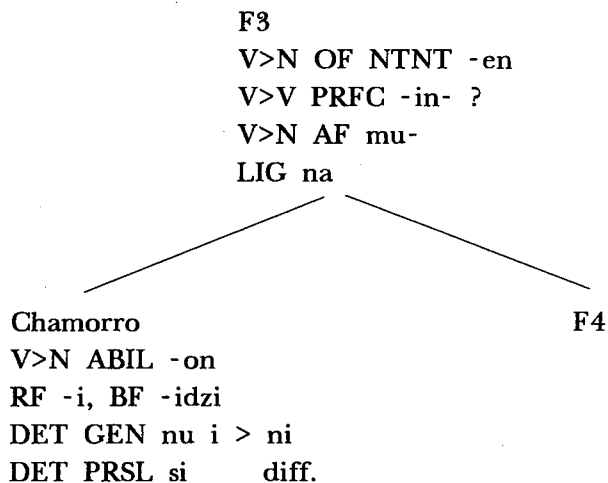 F3
V>N OF NTNT -en
V>V PRFC -in- ?
V>N AF mu-
LIG na
Chamorro F4
V>N ABIL -on
RF -i, BF -idzi
DET GEN nu i > ni
DET PRSL si diff.